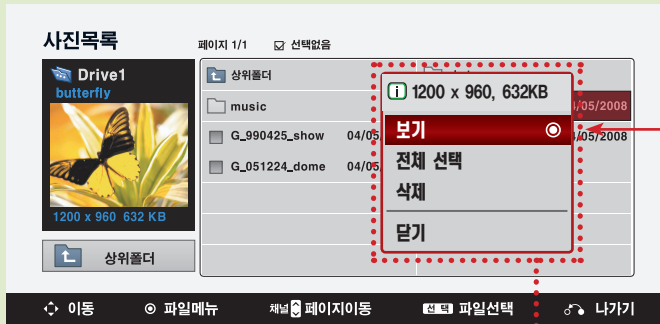 사진목록
페이지 1/1 선택없음
Drive1
butterfly
1200 x 960 632 KB
상위폴더
상위폴더
music
G_990425_show 04/05
G_051224_dome 04/05
/05/2008
/05/2008
1200 x 960, 632KB
보기
전체 선택
삭제
닫기
이동 파일메뉴 채널 페이지이동 선택 파일선택 나가기